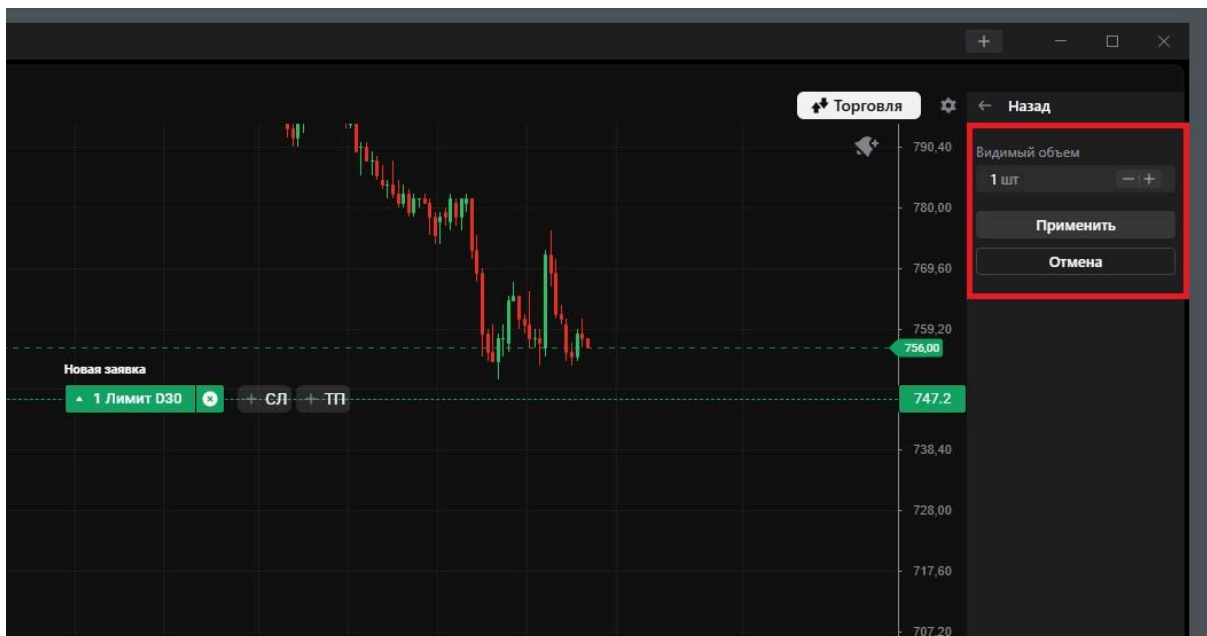 Торговля
Назад
790,40
Видимый объем
1 шт
780,00
Применить
769,60
Отмена
759,20
756,00
Новая заявка
1 Лимит D30
СЛ
ТП
747.2
738,40
728,00
717,60
707,20